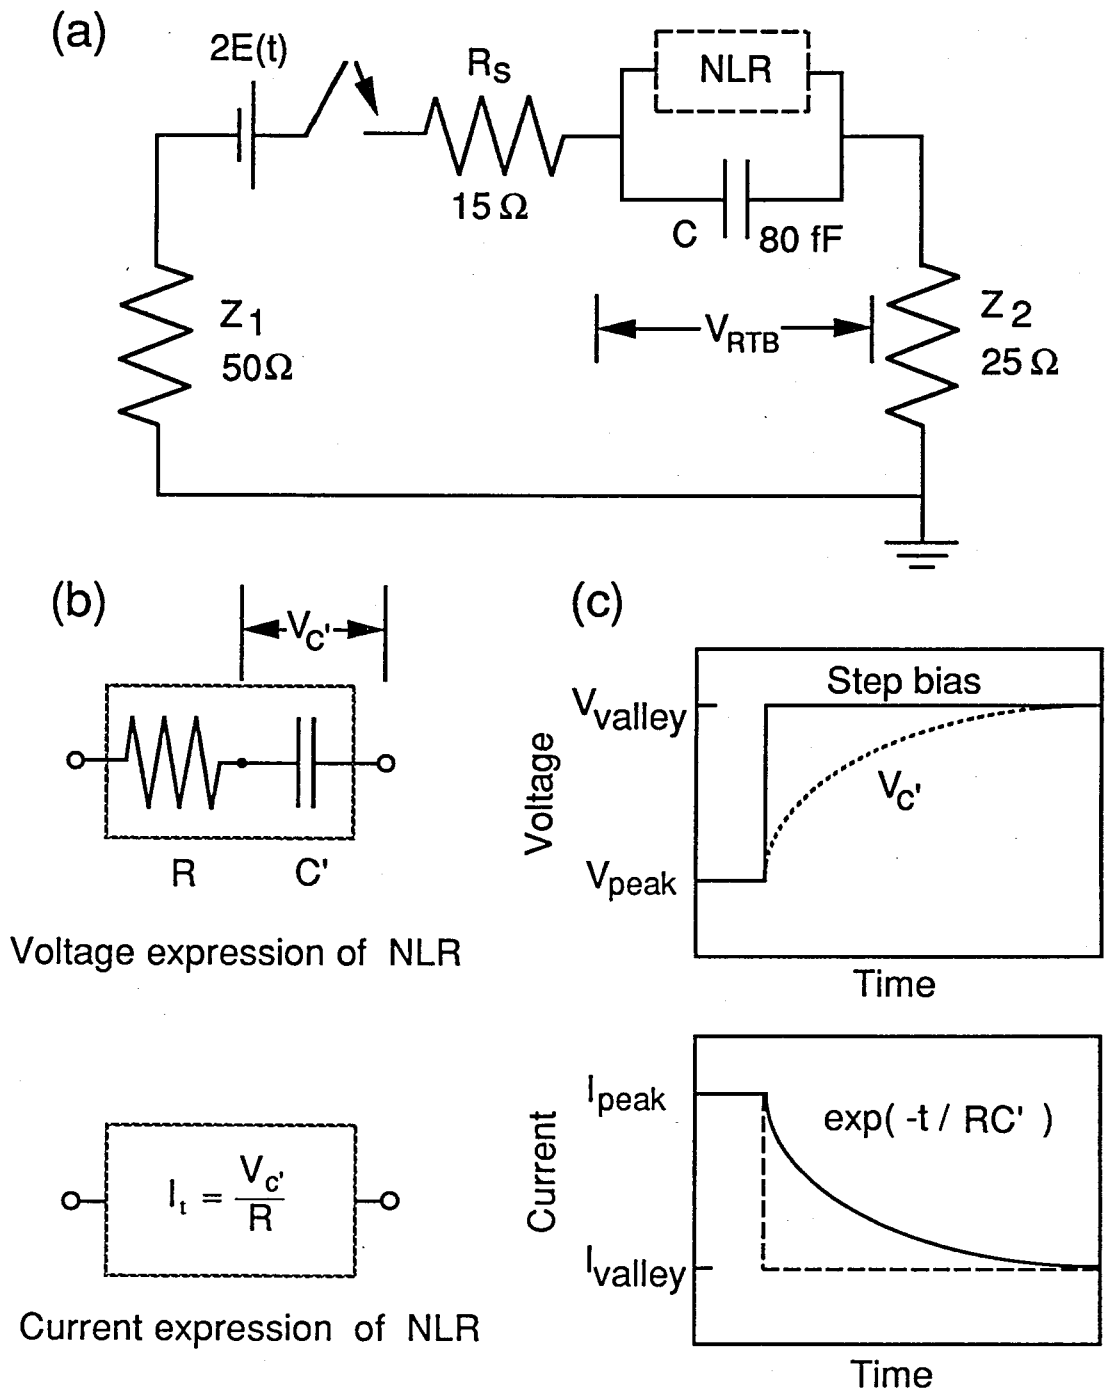 (a)
2E(t)
Rs
NLR
15 Ω
C
80 fF
Z1
50Ω
VRTB
Z2
25 Ω
(b)
VC'
R
C'
Voltage expression of NLR
It = Vc' / R
Current expression of NLR
(c)
Step bias
Vvalley
Voltage
VC'
Vpeak
Time
Ipeak
exp( -t / RC' )
Current
Ivalley
Time